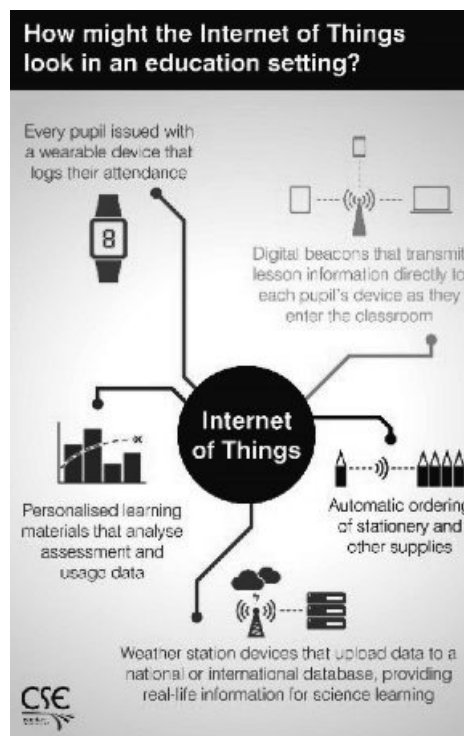 How might the Internet of Things
look in an education setting?
Every pupil issued with
a wearable device that
logs their attendance
8
Digital beacons that transmit
lesson information directly to
each pupil's device as they
enter the classroom
Internet
of Things
Personalised learning
materials that analyse
assessment and
usage data
Automatic ordering
of stationery and
other supplies
Weather station devices that upload data to a
national or international database, providing
real-life information for science learning
CSE